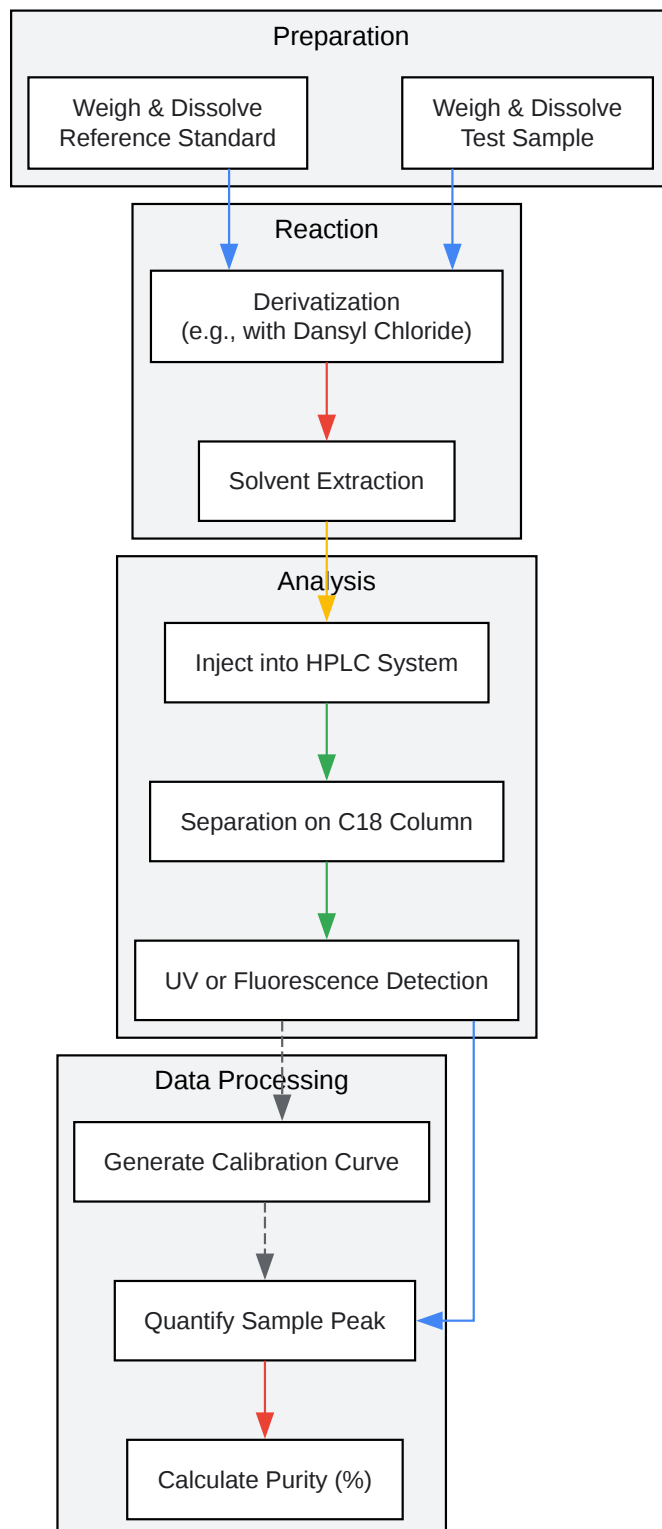 Preparation
Weigh & Dissolve
Reference Standard
Weigh & Dissolve
Test Sample
Reaction
Derivatization
(e.g., with Dansyl Chloride)
Solvent Extraction
Analysis
Inject into HPLC System
Separation on C18 Column
UV or Fluorescence Detection
Data Processing
Generate Calibration Curve
Quantify Sample Peak
Calculate Purity (%)